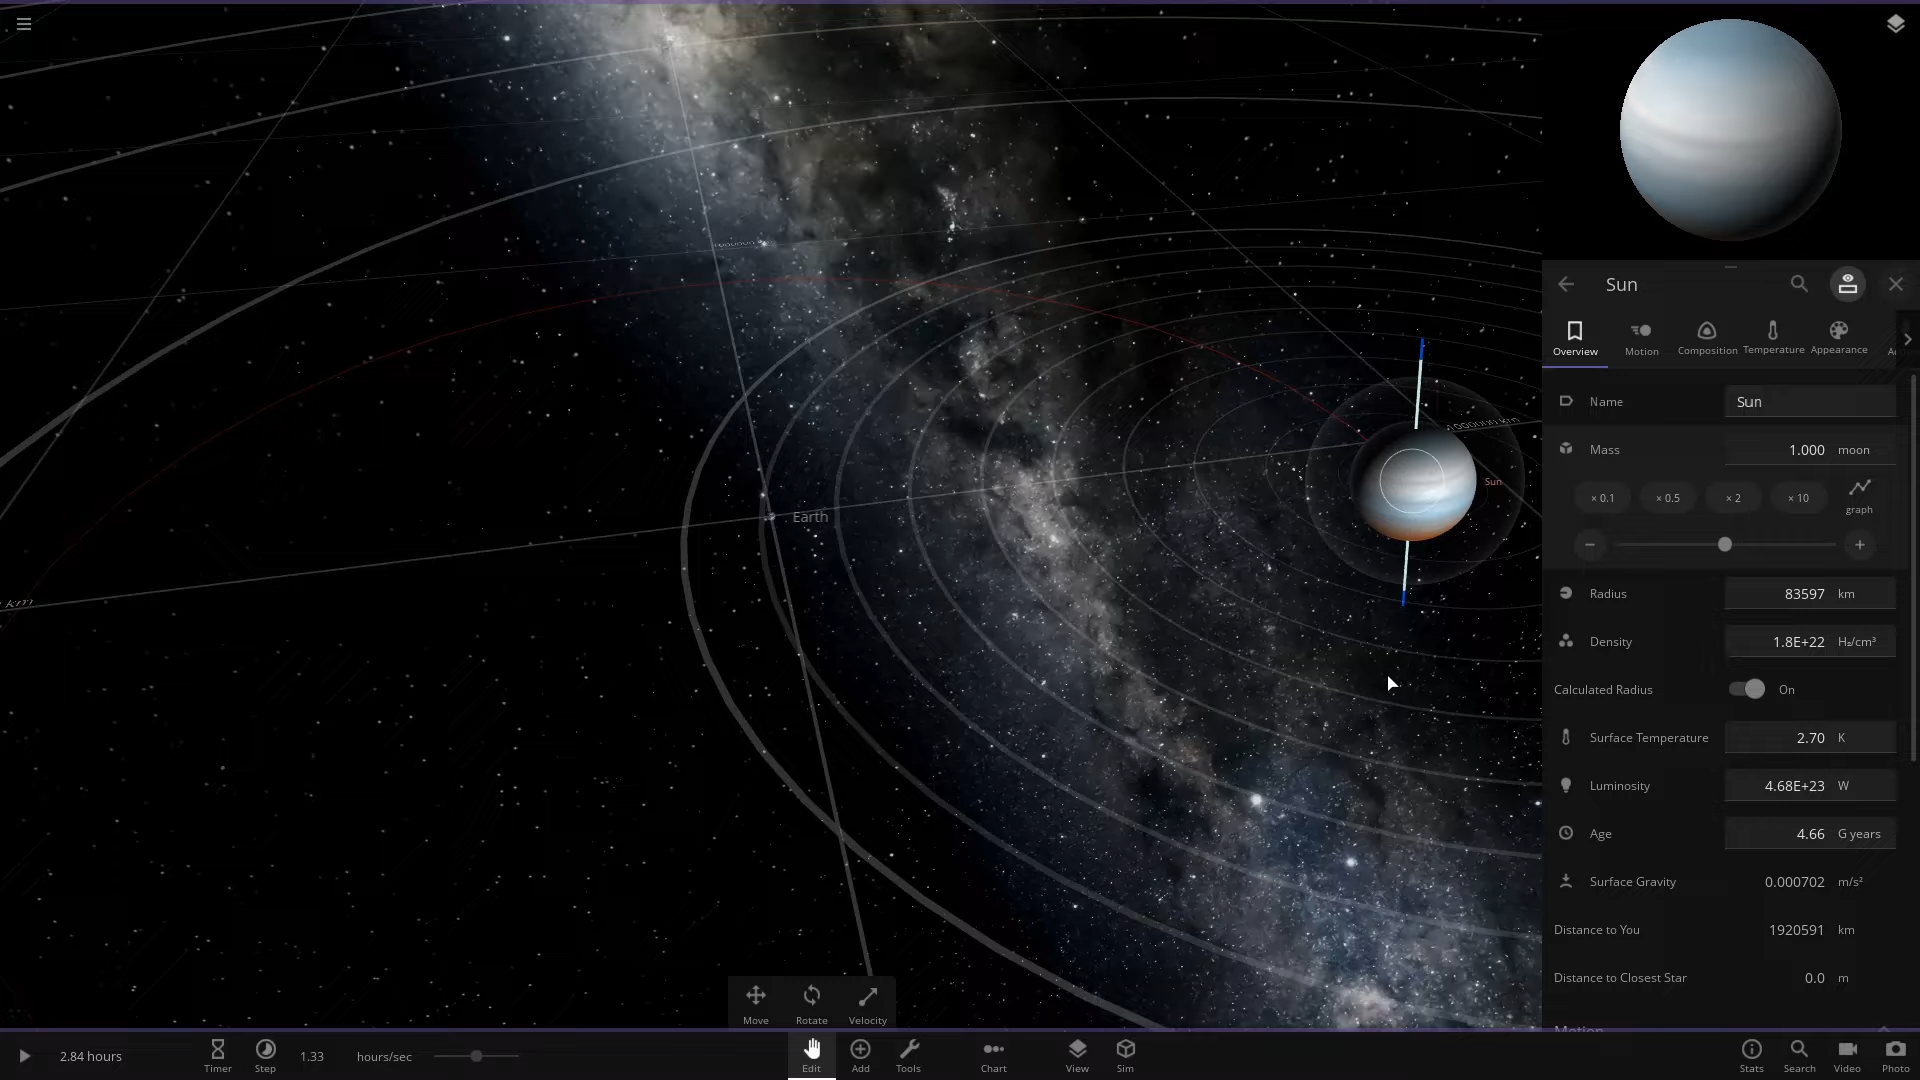 Earth
Sun
1000000 km
km
Sun
Overview
Motion
Composition
Temperature
Appearance
Name Sun
Mass 1.000 moon
× 0.1 × 0.5 × 2 × 10 graph
Radius 83597 km
Density 1.8E+22 H₂/cm³
Calculated Radius On
Surface Temperature 2.70 K
Luminosity 4.68E+23 W
Age 4.66 G years
Surface Gravity 0.000702 m/s²
Distance to You 1920591 km
Distance to Closest Star 0.0 m
Motion
Move Rotate Velocity
2.84 hours
Timer
Step
1.33 hours/sec
Edit
Add
Tools
Chart
View
Sim
Stats
Search
Video
Photo